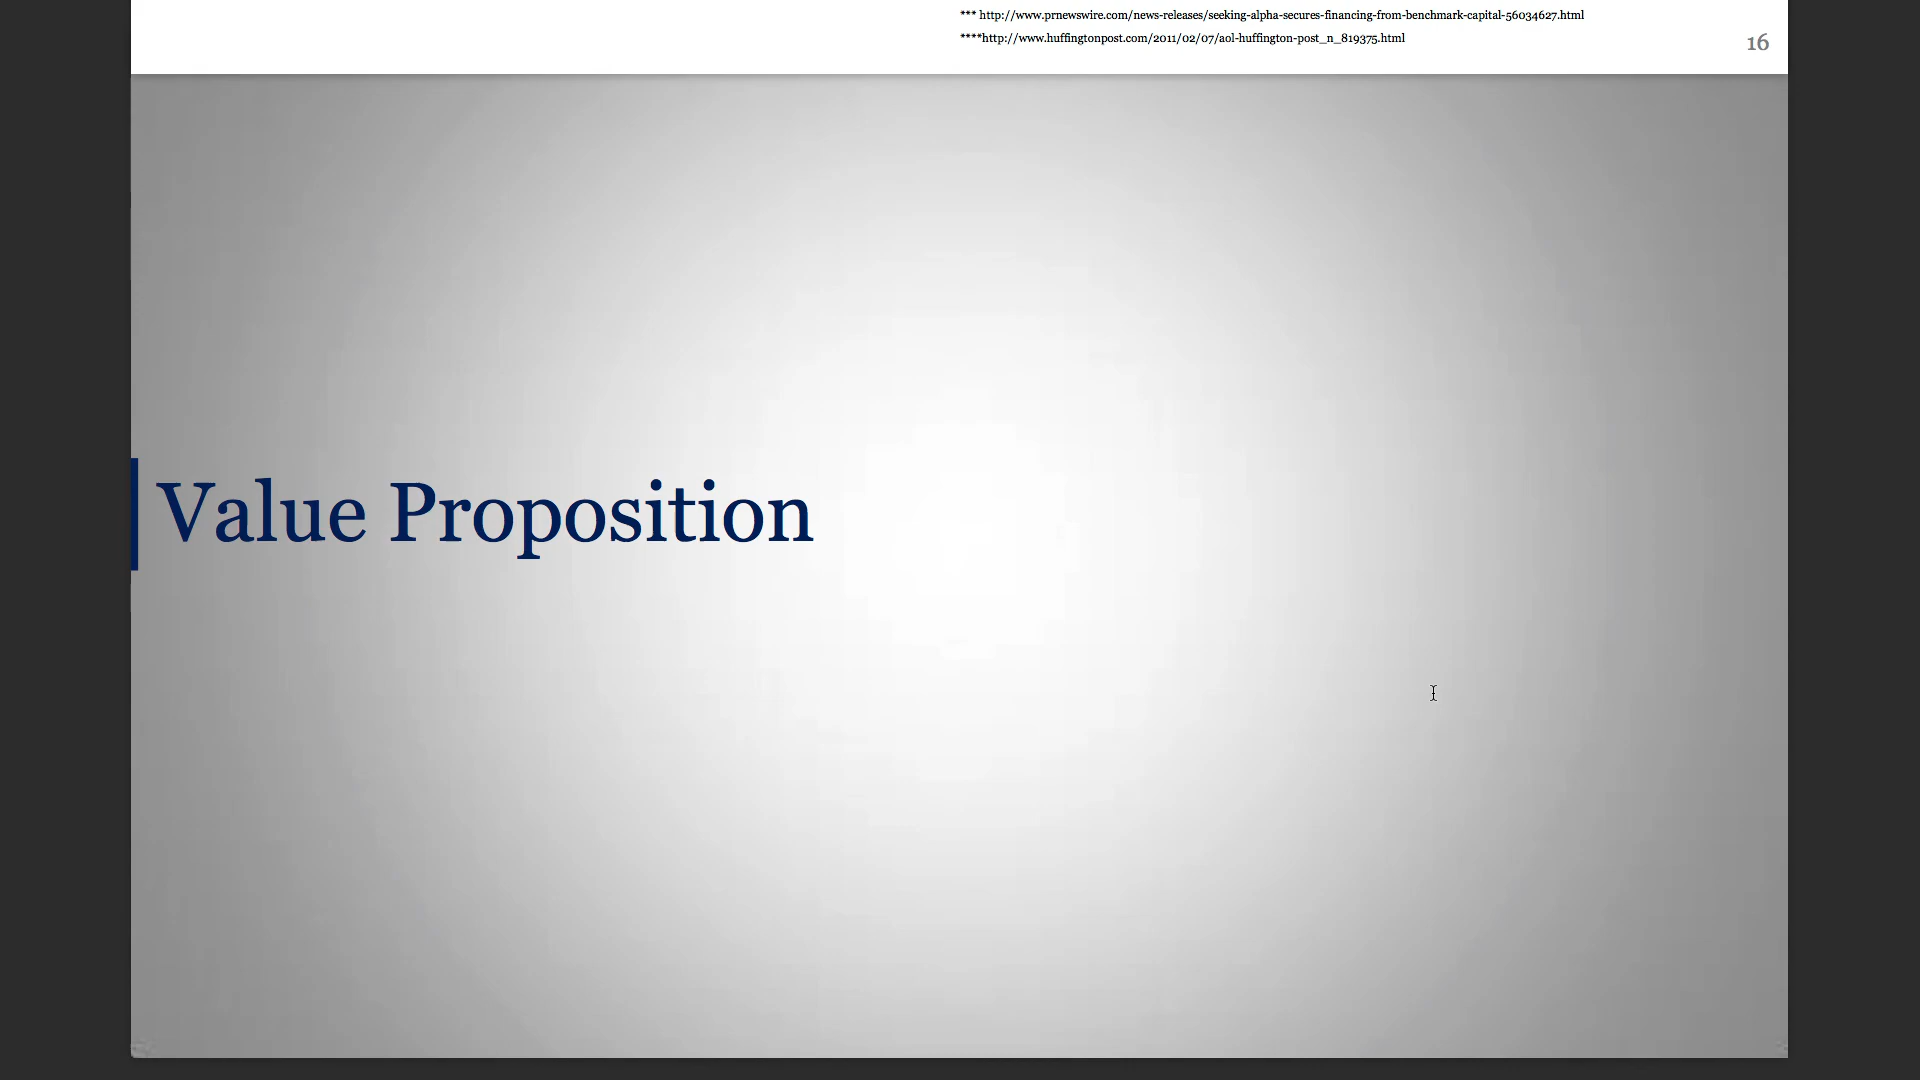 *** http://www.prnewswire.com/news-releases/seeking-alpha-secures-financing-from-benchmark-capital-56034627.html
****http://www.huffingtonpost.com/2011/02/07/aol-huffington-post_n_819375.html
16
Value Proposition